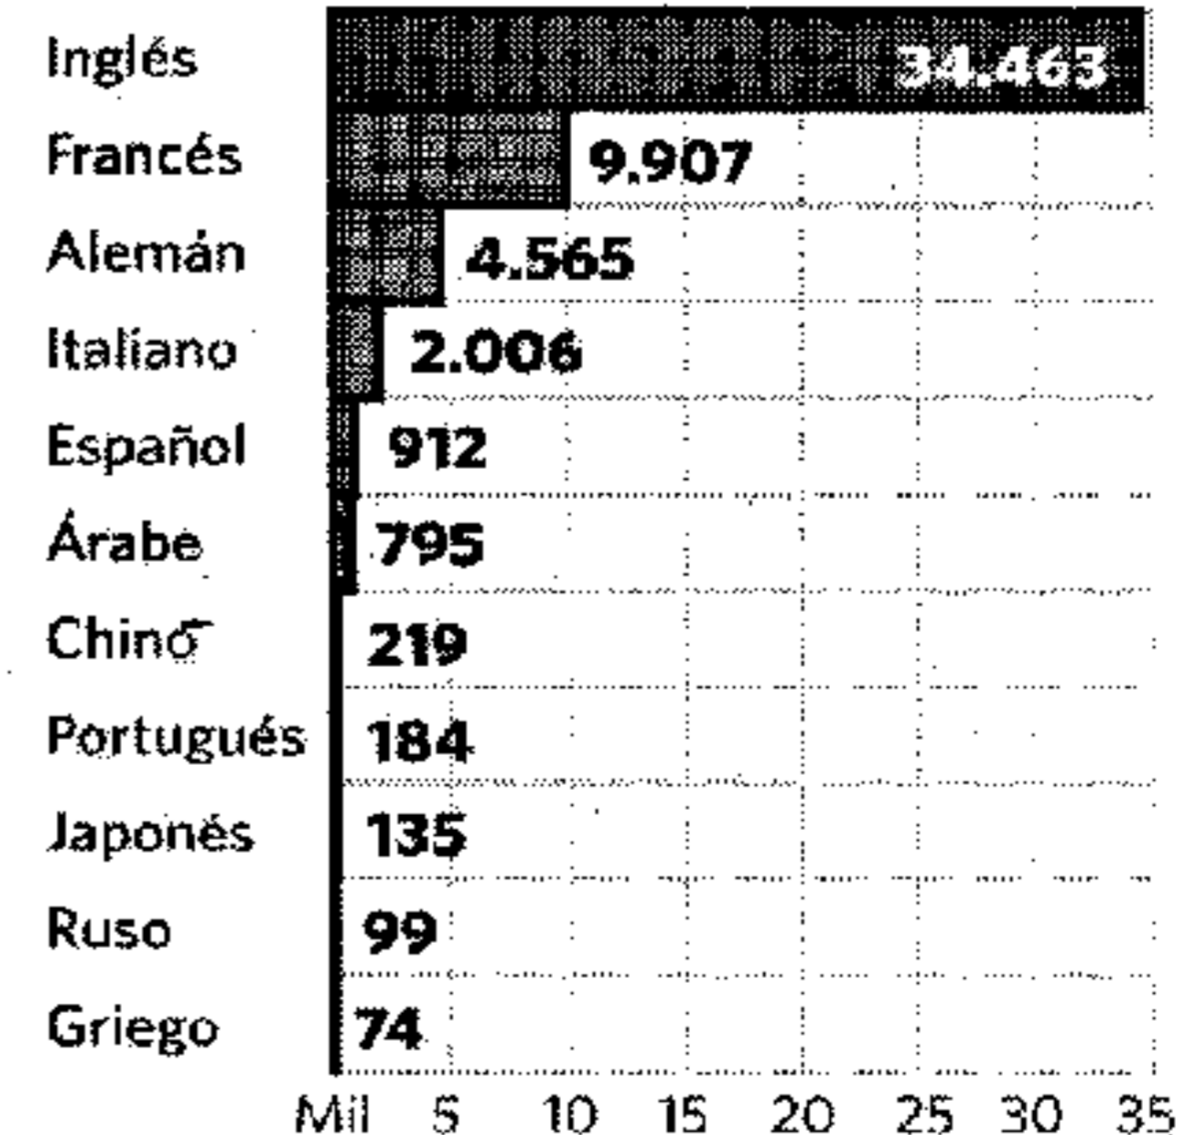 Inglés 34.463
Francés 9.907
Alemán 4.565
Italiano 2.006
Español 912
Árabe 795
Chino 219
Portugués 184
Japonés 135
Ruso 99
Griego 74
Mil 5 10 15 20 25 30 35